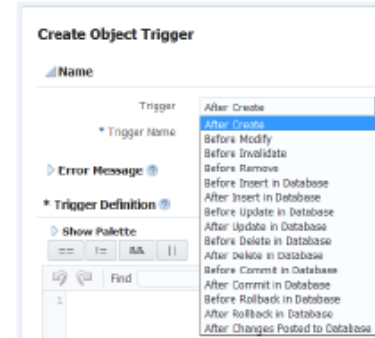 Create Object Trigger
Name
Trigger
After Create
* Trigger Name
After Create
Before Modify
Before Invalidate
Before Remove
Before Insert in Database
After Insert in Database
Before Update in Database
After Update in Database
Before Delete in Database
After Delete in Database
Before Commit in Database
After Commit in Database
Before Rollback in Database
After Rollback in Database
After Changes Posted to Database
Error Message
* Trigger Definition
Show Palette
== != && ||
Find
1